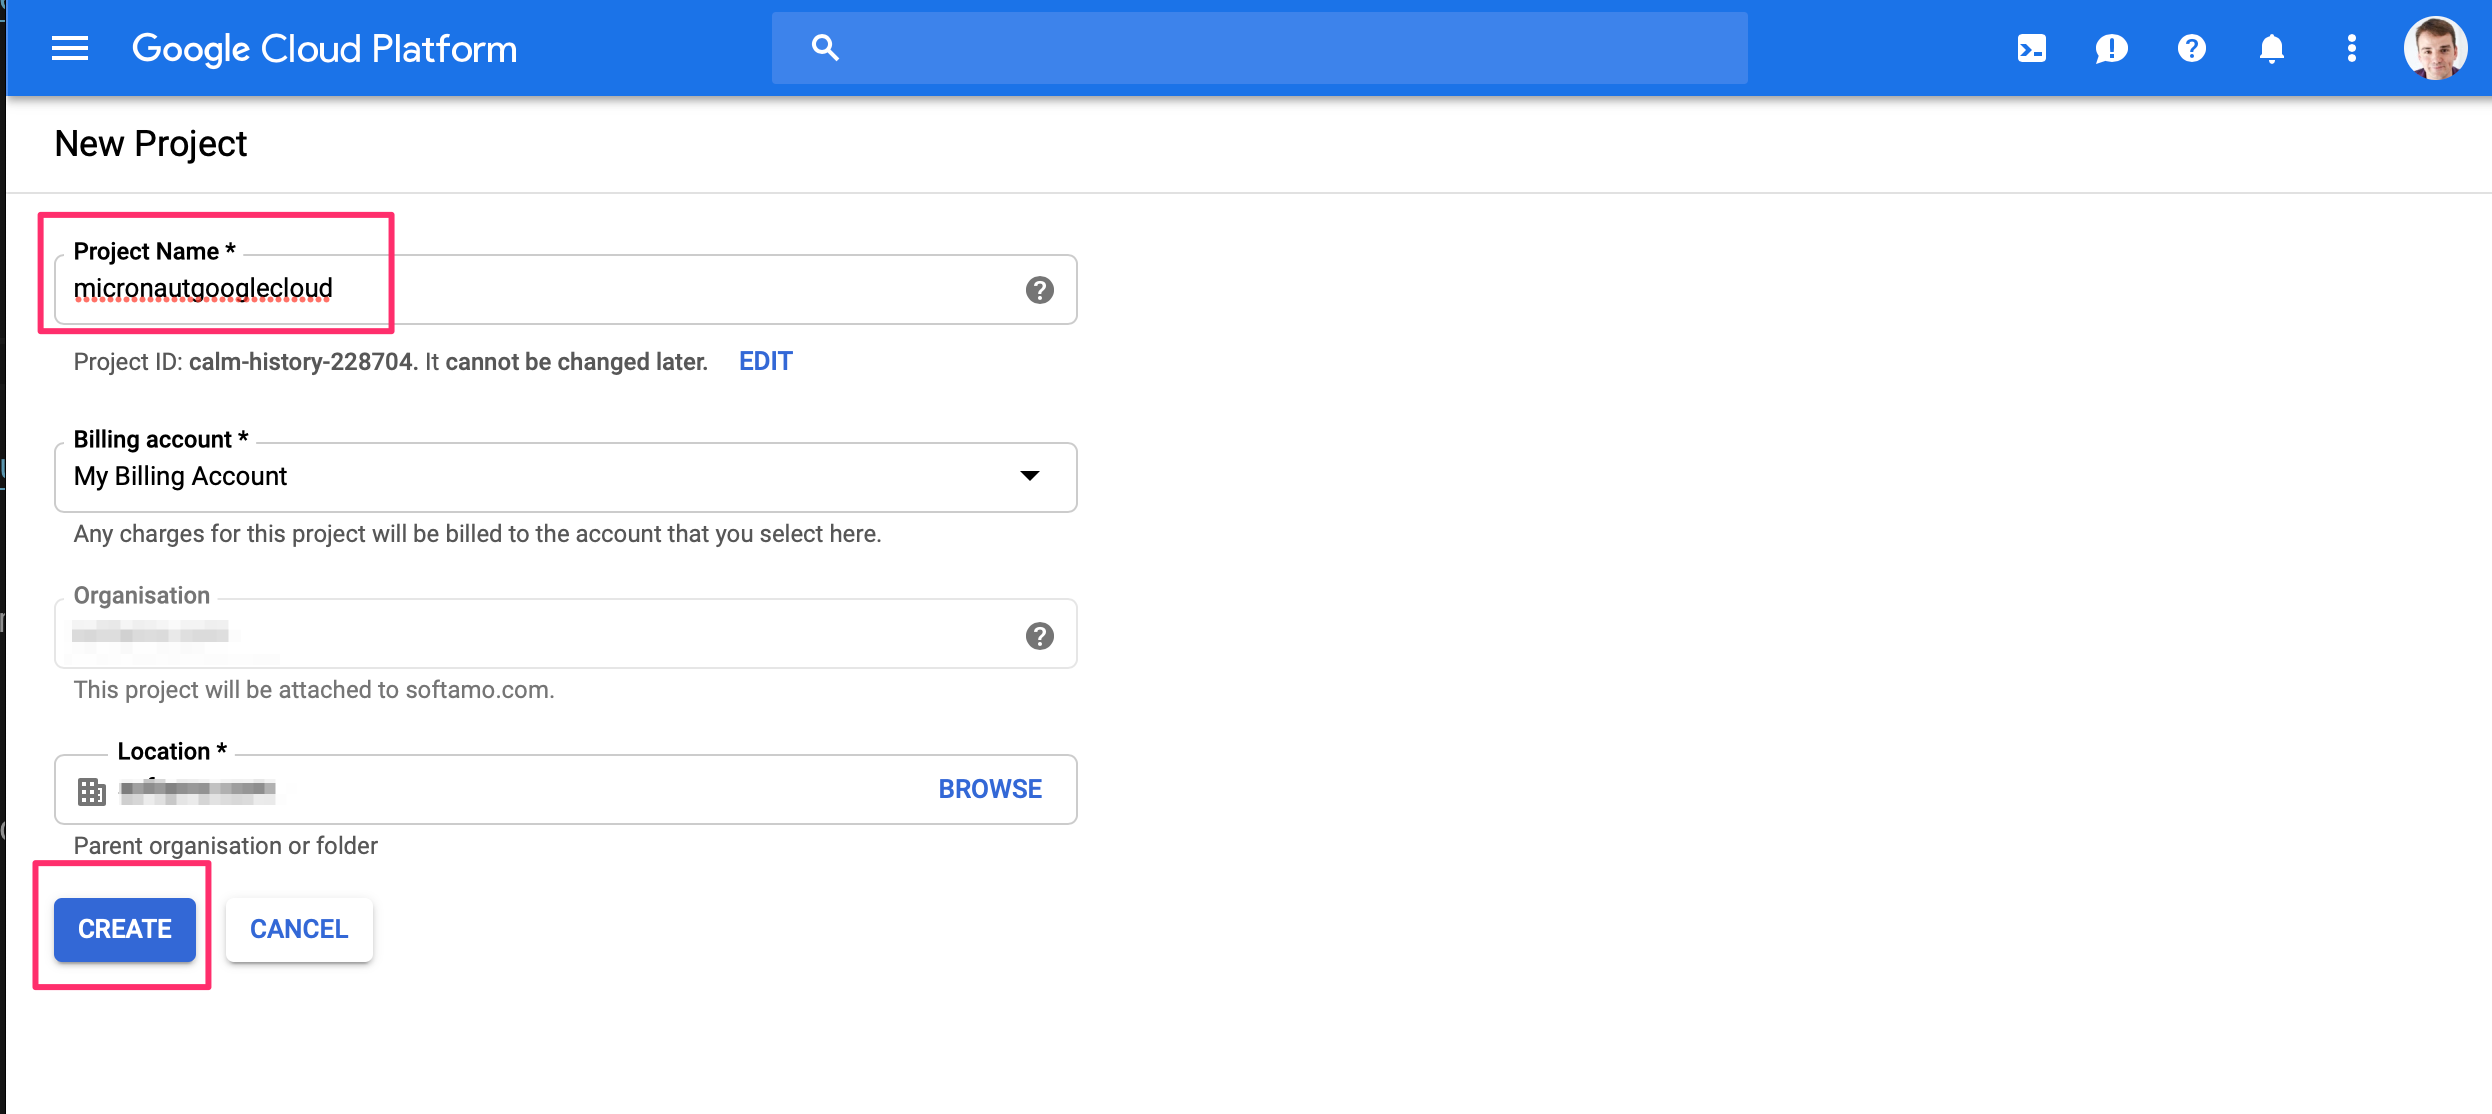 Google Cloud Platform
New Project
Project Name *
micronautgooglecloud
Project ID: calm-history-228704. It cannot be changed later. EDIT
Billing account *
My Billing Account
Any charges for this project will be billed to the account that you select here.
Organisation
This project will be attached to softamo.com.
Location *
BROWSE
Parent organisation or folder
CREATE CANCEL